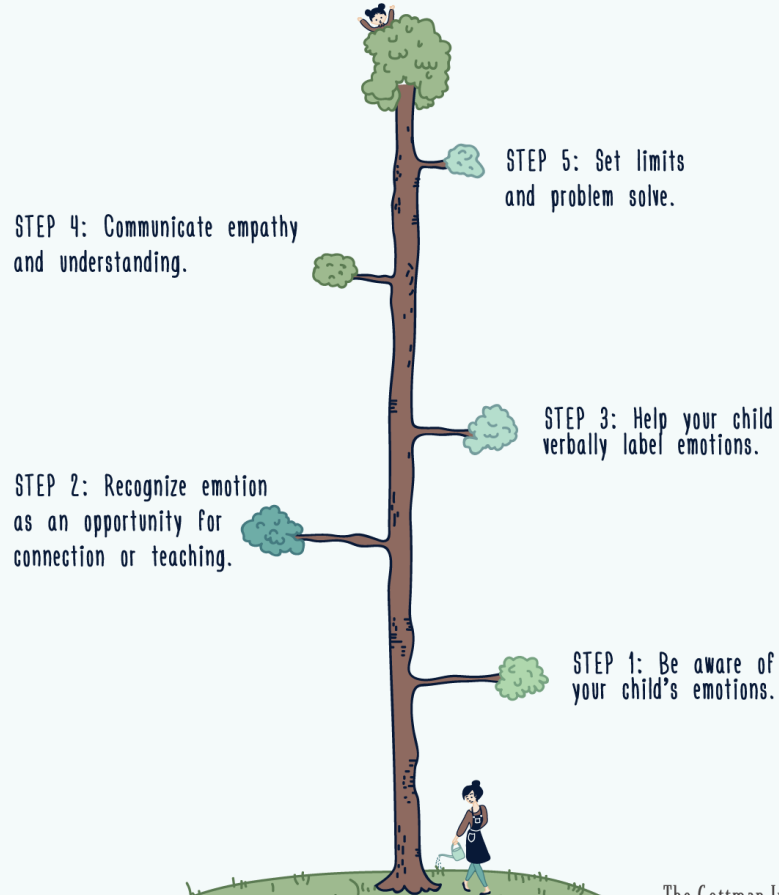 STEP 5: Set limits
and problem solve.
STEP 4: Communicate empathy
and understanding.
STEP 3: Help your child
verbally label emotions.
STEP 2: Recognize emotion
as an opportunity for
connection or teaching.
STEP 1: Be aware of
your child's emotions.
The Gottman